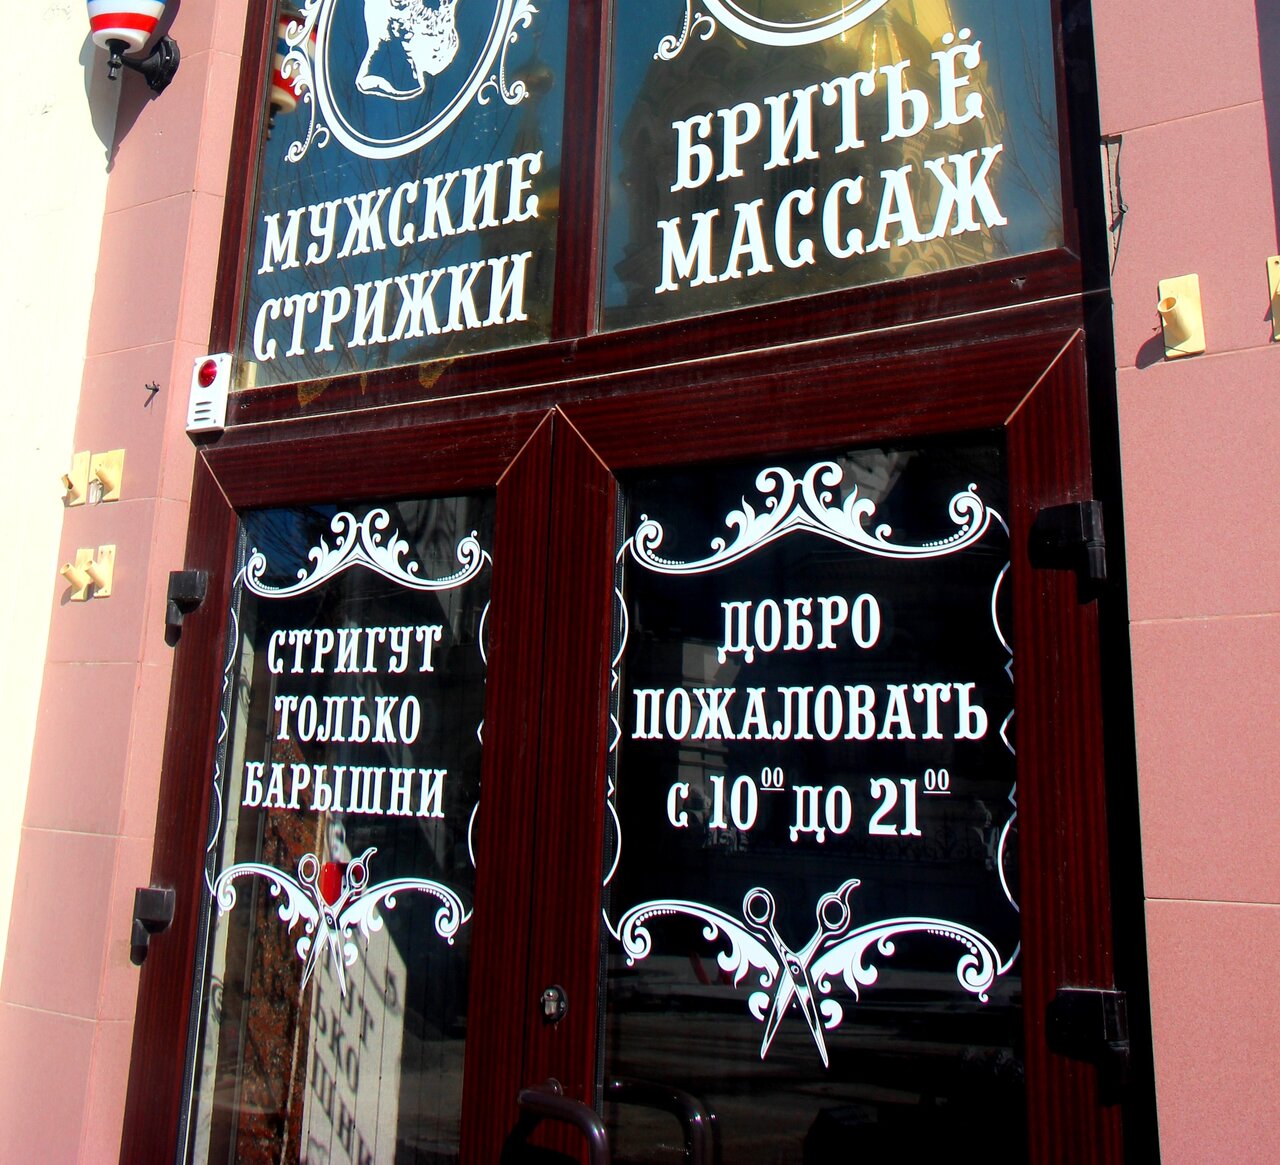 МУЖСКИЕ
СТРИЖКИ
БРИТЬЁ
МАССАЖ
СТРИГУТ
ТОЛЬКО
БАРЫШНИ
ДОБРО
ПОЖАЛОВАТЬ
С 10⁰⁰ ДО 21⁰⁰